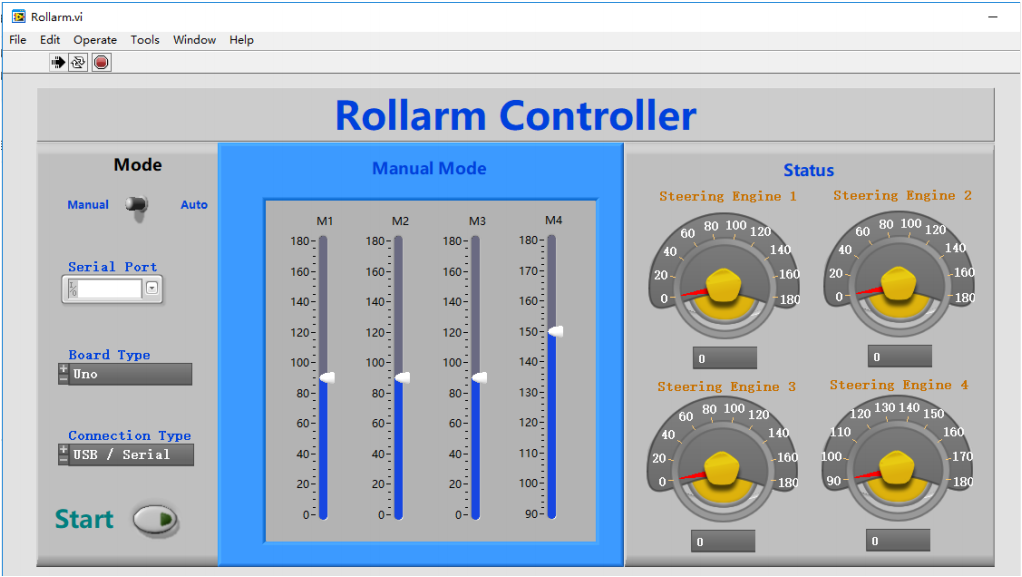 Rollarm.vi
File Edit Operate Tools Window Help
Rollarm Controller
Mode
Manual Auto
Serial Port
Board Type
Uno
Connection Type
USB / Serial
Start
Manual Mode
M1 M2 M3 M4
180 180 180 180
160 160 160 170
140 140 140 160
120 120 120 150
100 100 100 140
80 80 80 130
60 60 60 120
40 40 40 110
20 20 20 100
0 0 0 90
Status
Steering Engine 1
0 20 40 60 80 100 120 140 160 180
0
Steering Engine 2
0 20 40 60 80 100 120 140 160 180
0
Steering Engine 3
0 20 40 60 80 100 120 140 160 180
0
Steering Engine 4
90 100 110 120 130 140 150 160 170 180
0